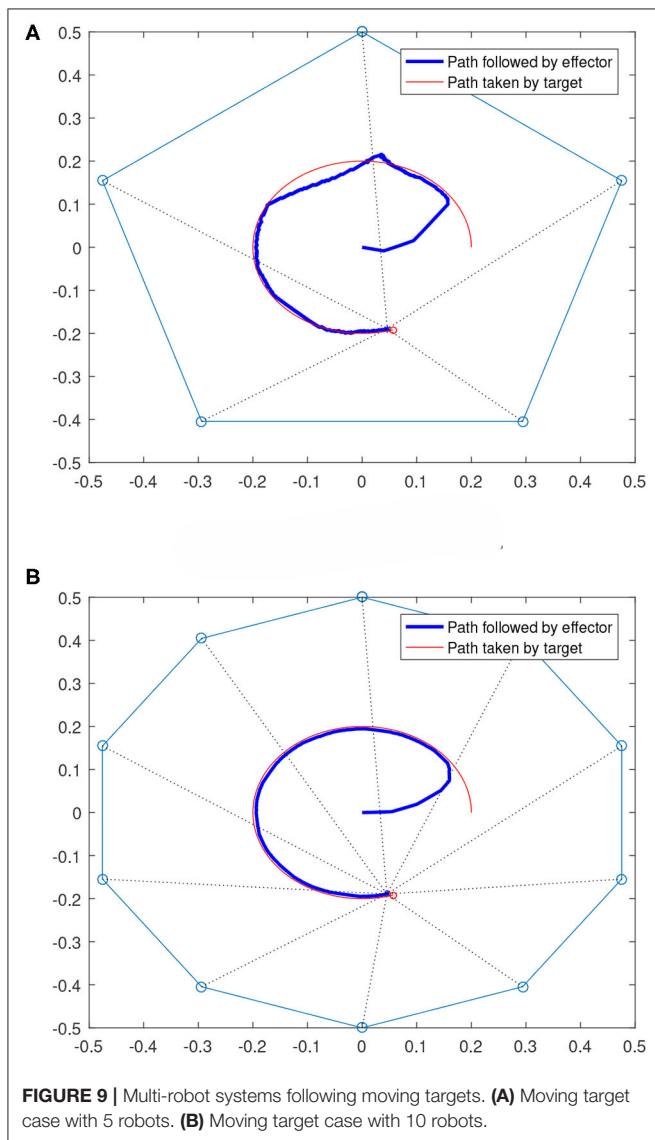 A
0.5
0.4
0.3
0.2
0.1
0
-0.1
-0.2
-0.3
-0.4
-0.5
Path followed by effector
Path taken by target
-0.5 -0.4 -0.3 -0.2 -0.1 0 0.1 0.2 0.3 0.4 0.5
B
0.5
0.4
0.3
0.2
0.1
0
-0.1
-0.2
-0.3
-0.4
-0.5
Path followed by effector
Path taken by target
-0.5 -0.4 -0.3 -0.2 -0.1 0 0.1 0.2 0.3 0.4 0.5
FIGURE 9 | Multi-robot systems following moving targets. (A) Moving target
case with 5 robots. (B) Moving target case with 10 robots.